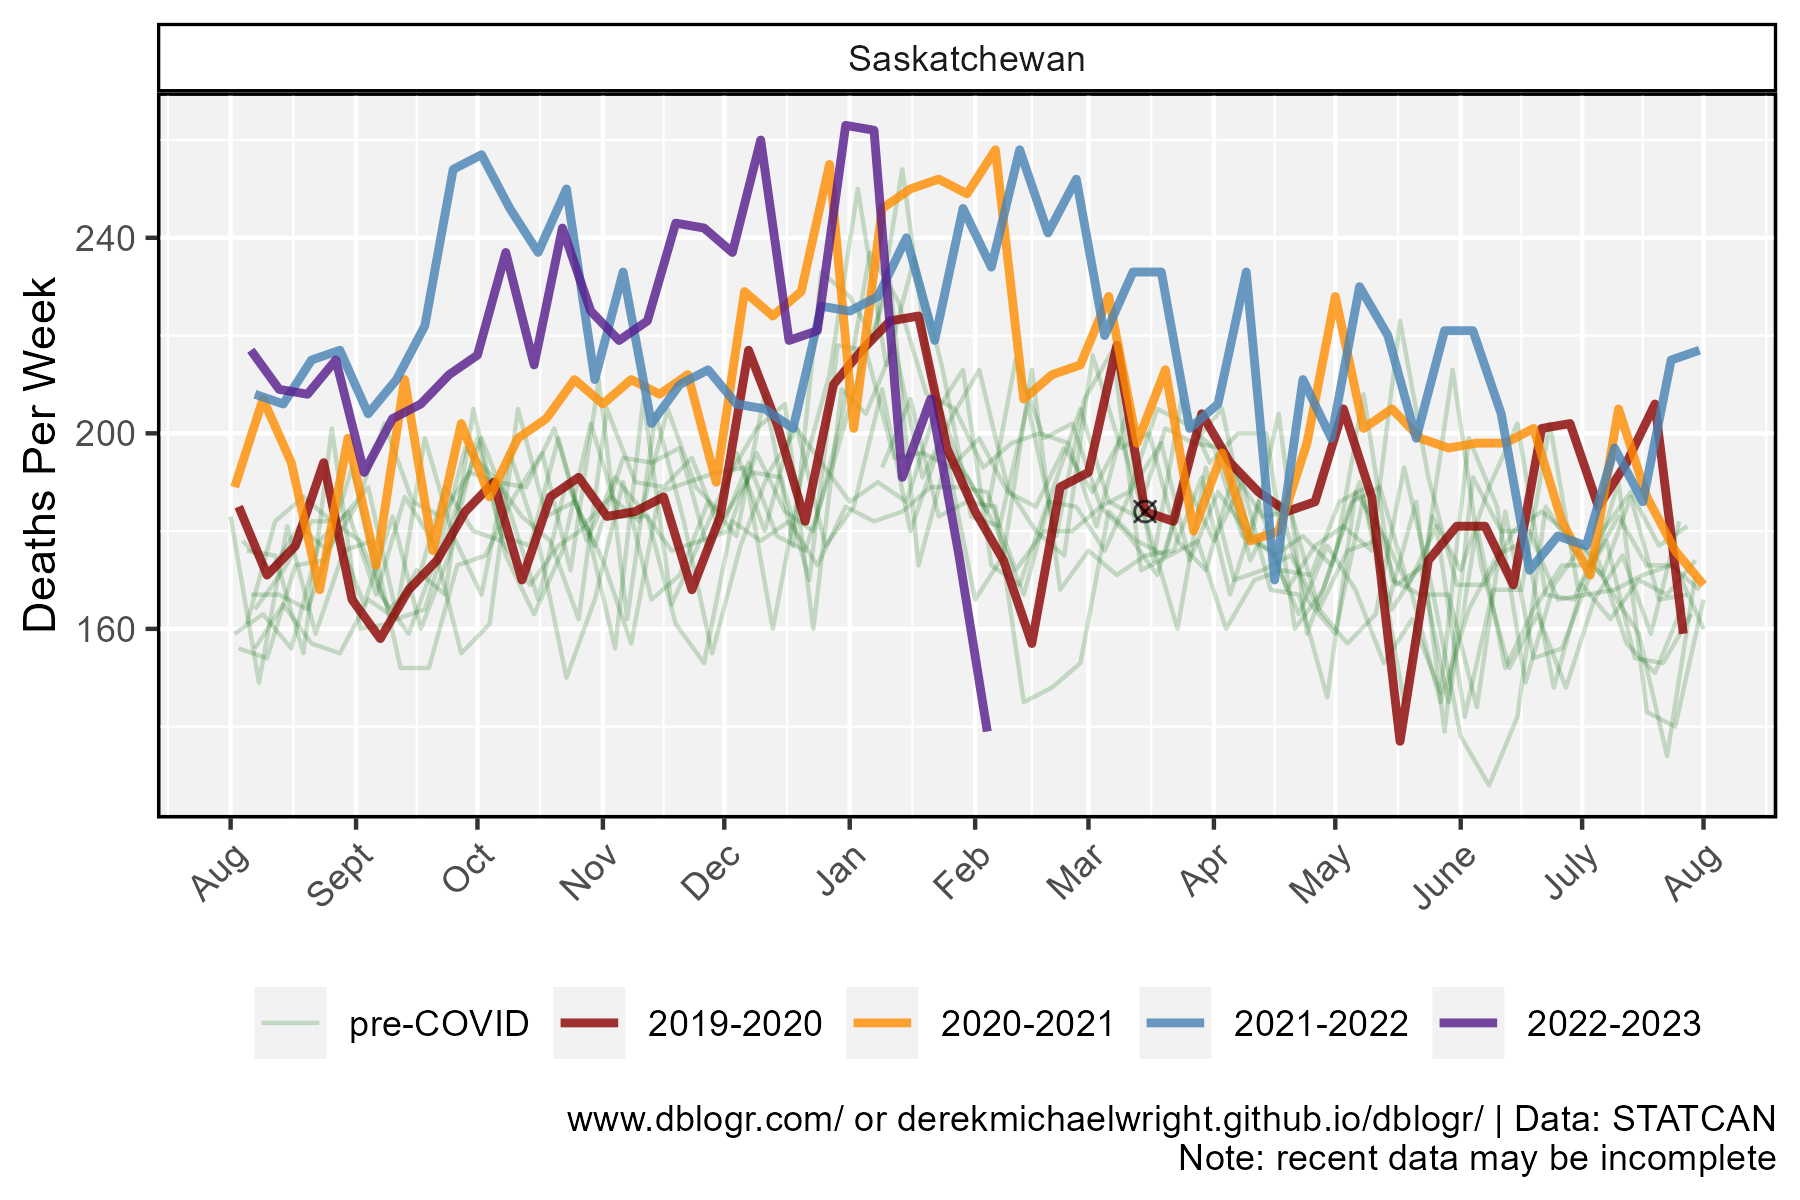 Saskatchewan
Deaths Per Week
240
200
160
Aug
Sept
Oct
Nov
Dec
Jan
Feb
Mar
Apr
May
June
July
Aug
pre-COVID
2019-2020
2020-2021
2021-2022
2022-2023
www.dblogr.com/ or derekmichaelwright.github.io/dblogr/ | Data: STATCAN
Note: recent data may be incomplete